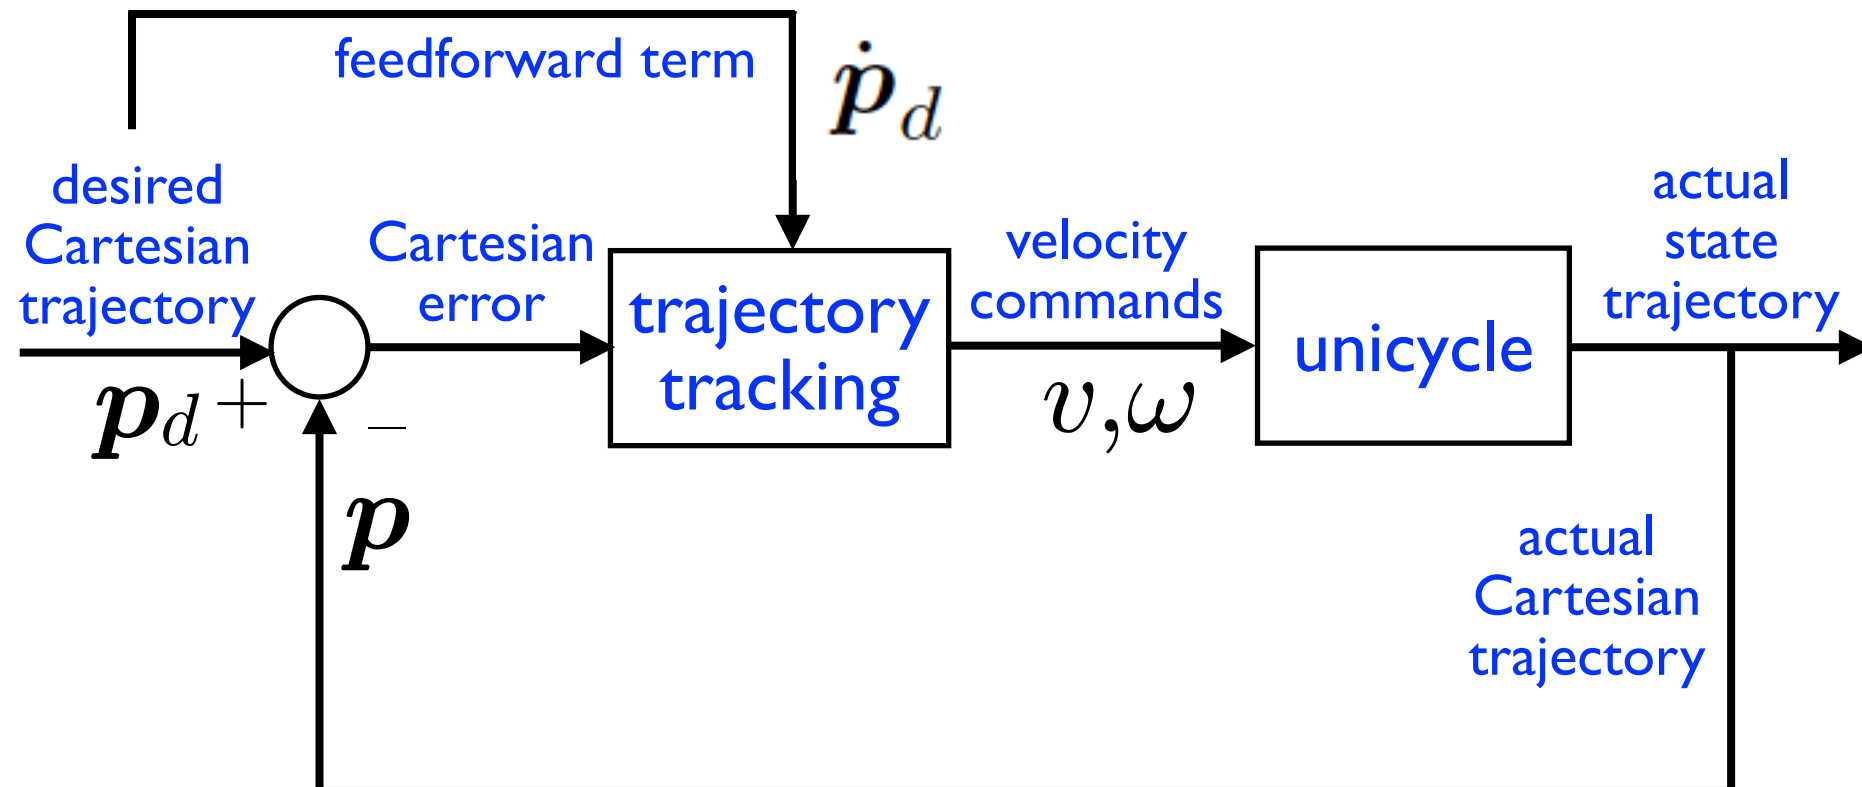 feedforward term
ṗ_d
desired
Cartesian
trajectory
Cartesian
error
trajectory
tracking
velocity
commands
unicycle
actual
state
trajectory
p_d +
−
v,ω
p
actual
Cartesian
trajectory